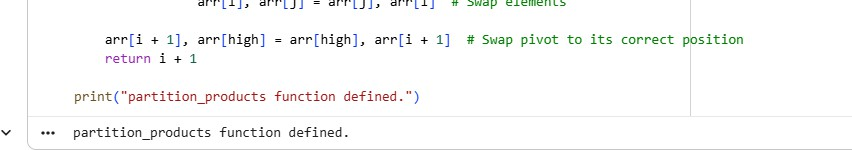 arr[i], arr[j] = arr[j], arr[i]  # Swap elements
arr[i + 1], arr[high] = arr[high], arr[i + 1]  # Swap pivot to its correct position
return i + 1
print("partition_products function defined.")
partition_products function defined.